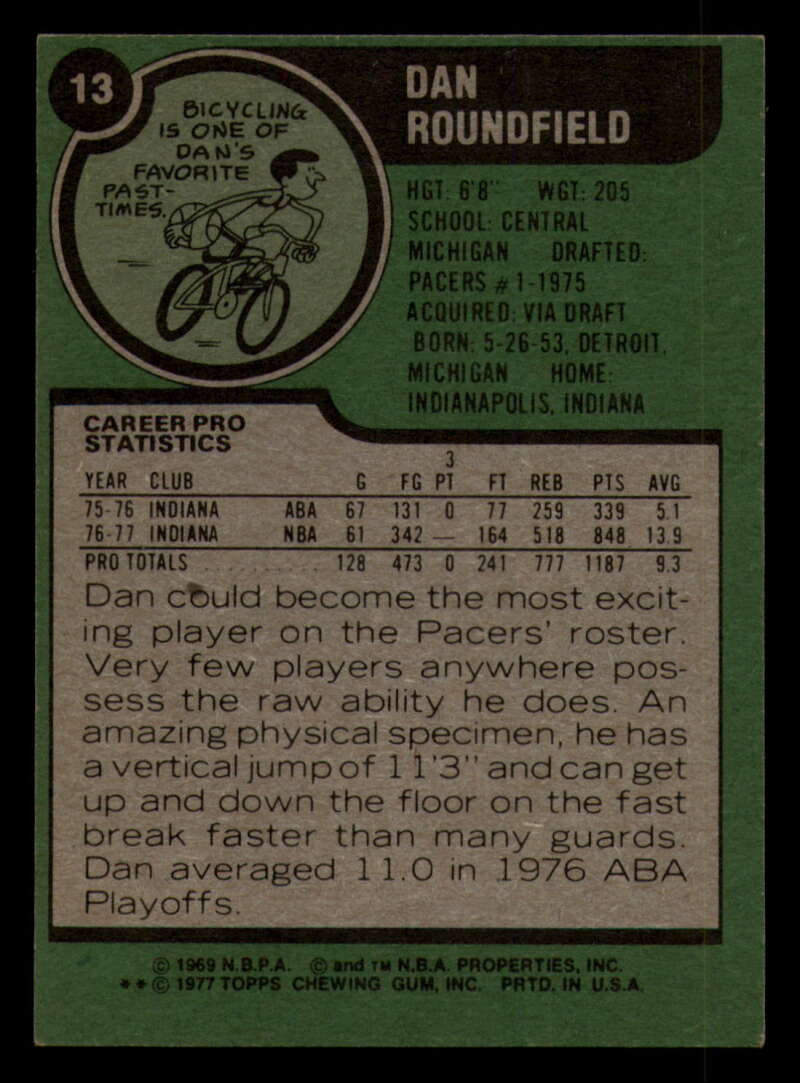 13
BICYCLING
IS ONE OF
DAN'S
FAVORITE
PAST-
TIMES.
DAN
ROUNDFIELD
HGT: 6'8" WGT: 205
SCHOOL: CENTRAL
MICHIGAN DRAFTED:
PACERS #1-1975
ACQUIRED: VIA DRAFT
BORN: 5-26-53, DETROIT,
MICHIGAN HOME:
INDIANAPOLIS, INDIANA
CAREER PRO
STATISTICS
YEAR CLUB G FG 3 PT FT REB PTS AVG
75-76 INDIANA ABA 67 131 0 77 259 339 5.1
76-77 INDIANA NBA 61 342 — 164 518 848 13.9
PRO TOTALS .......... 128 473 0 241 777 1187 9.3
Dan could become the most excit-
ing player on the Pacers' roster.
Very few players anywhere pos-
sess the raw ability he does. An
amazing physical specimen, he has
a vertical jump of 11'3" and can get
up and down the floor on the fast
break faster than many guards.
Dan averaged 11.0 in 1976 ABA
Playoffs.
© 1969 N.B.P.A. © and TM N.B.A. PROPERTIES, INC.
**© 1977 TOPPS CHEWING GUM, INC. PRTD. IN U.S.A.